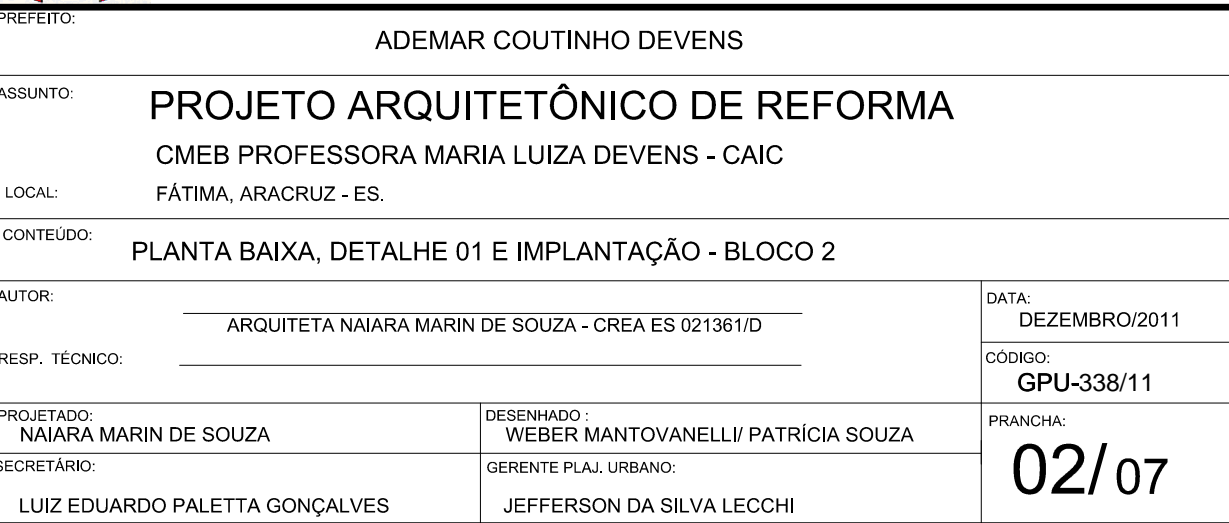 PREFEITO:
ADEMAR COUTINHO DEVENS
ASSUNTO:
PROJETO ARQUITETÔNICO DE REFORMA
CMEB PROFESSORA MARIA LUIZA DEVENS - CAIC
LOCAL:
FÁTIMA, ARACRUZ - ES.
CONTEÚDO:
PLANTA BAIXA, DETALHE 01 E IMPLANTAÇÃO - BLOCO 2
AUTOR:
ARQUITETA NAIARA MARIN DE SOUZA - CREA ES 021361/D
RESP. TÉCNICO:
DATA:
DEZEMBRO/2011
CÓDIGO:
GPU-338/11
PROJETADO:
NAIARA MARIN DE SOUZA
DESENHADO :
WEBER MANTOVANELLI/ PATRÍCIA SOUZA
PRANCHA:
02/07
SECRETÁRIO:
LUIZ EDUARDO PALETTA GONÇALVES
GERENTE PLAJ. URBANO:
JEFFERSON DA SILVA LECCHI